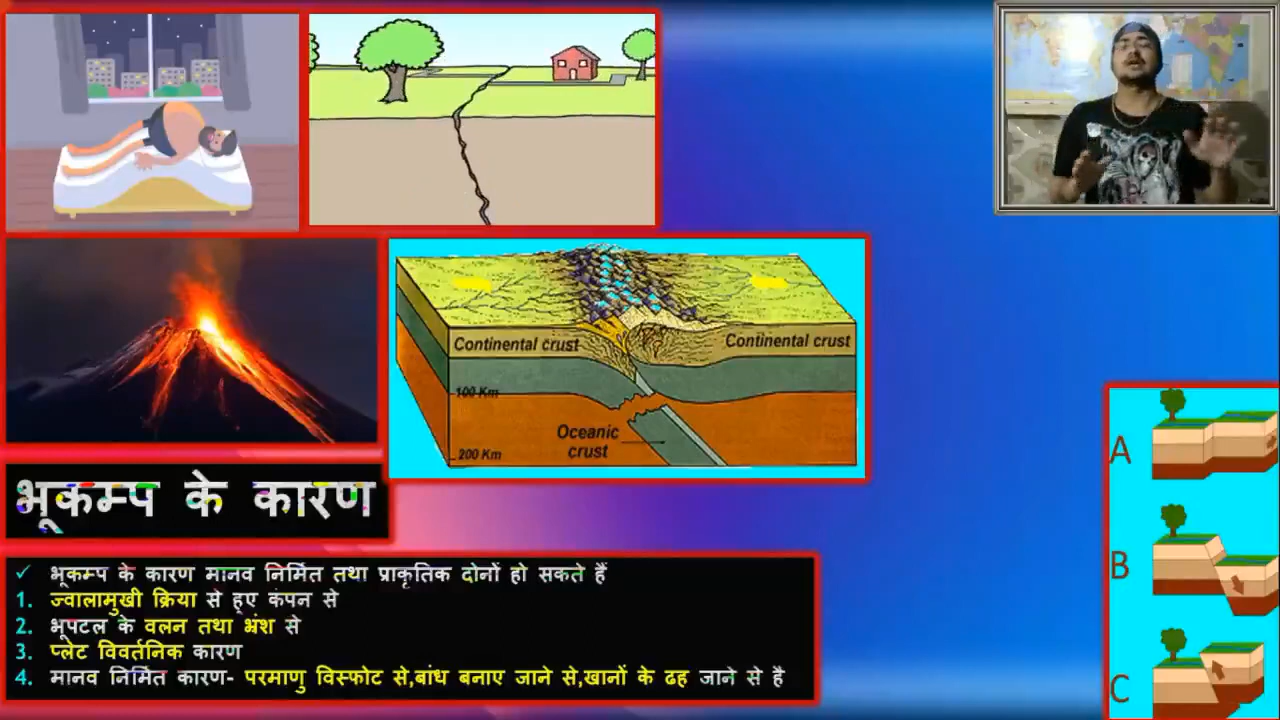 Continental crust
Continental crust
100 Km
Oceanic
crust
200 Km
A
B
C
भूकम्प के कारण
✓ भूकम्प के कारण मानव निर्मित तथा प्राकृतिक दोनों हो सकते हैं
1. ज्वालामुखी क्रिया से हुए कंपन से
2. भूपटल के वलन तथा भ्रंश से
3. प्लेट विवर्तनिक कारण
4. मानव निर्मित कारण- परमाणु विस्फोट से,बांध बनाए जाने से,खानों के ढह जाने से है